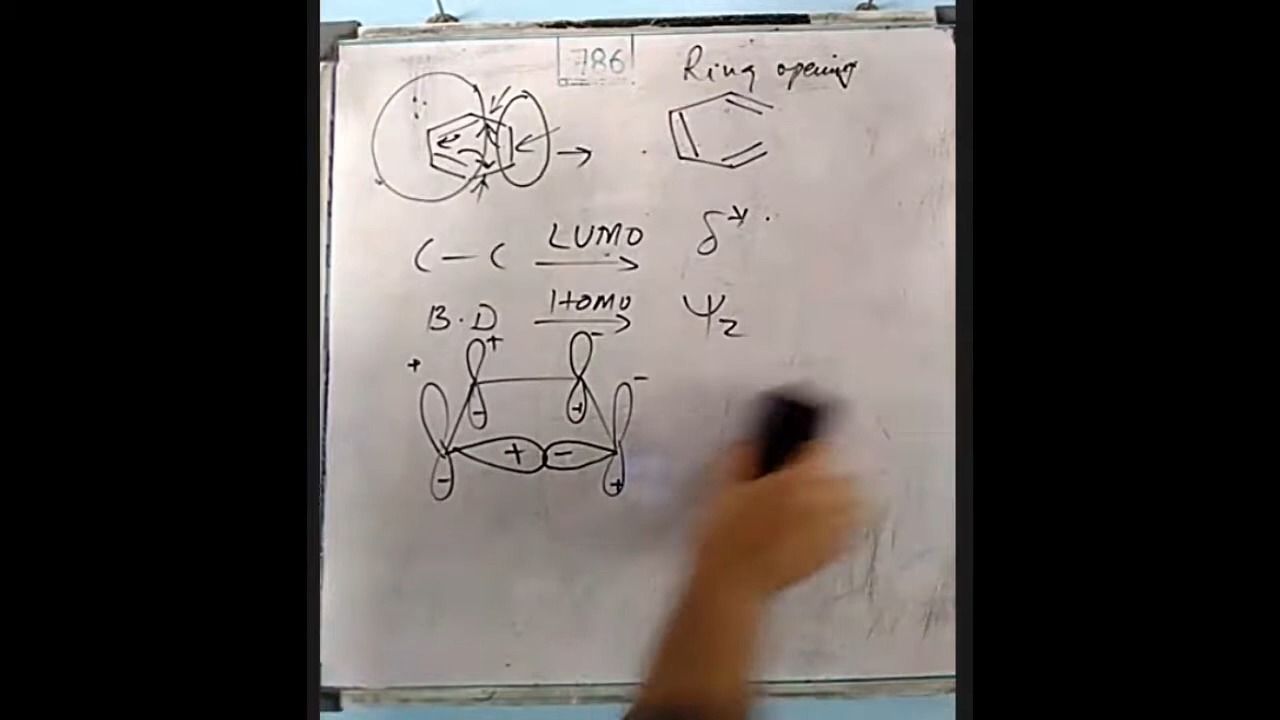 786
Ring opening
C — C LUMO → δ*
B.D Homo → Ψ2
+ + - -
- - + +
+ -